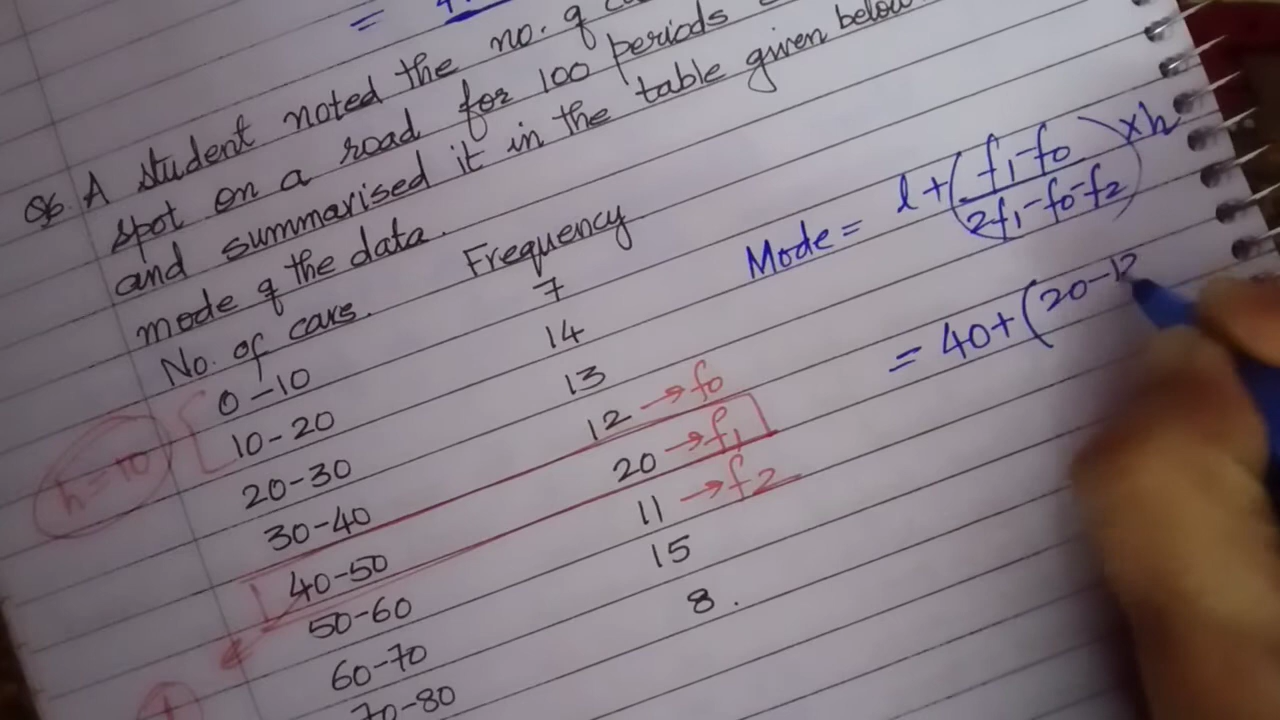 =
Q6. A student noted the no. of
spot on a road for 100 periods
and summarised it in the table given below.
mode of the data.
No. of cars. Frequency
0-10 7
10-20 14
20-30 13
30-40 12 → f0
40-50 20 → f1
50-60 11 → f2
60-70 15
70-80 8.
h=10
Mode = l + ( f1-f0 / 2f1-f0-f2 ) × h
= 40 + ( 20-12